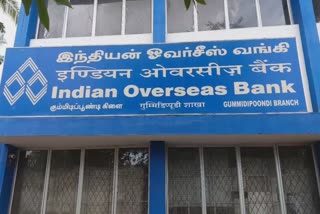 இந்தியன் ஓவர்சீஸ் வங்கி
इण्डियन ओवरसीज़ बैंक
Indian Overseas Bank
கும்மிடிப்பூண்டி கிளை गुम्मिडिपूंडी शाखा GUMMIDIPOONDI BRANCH